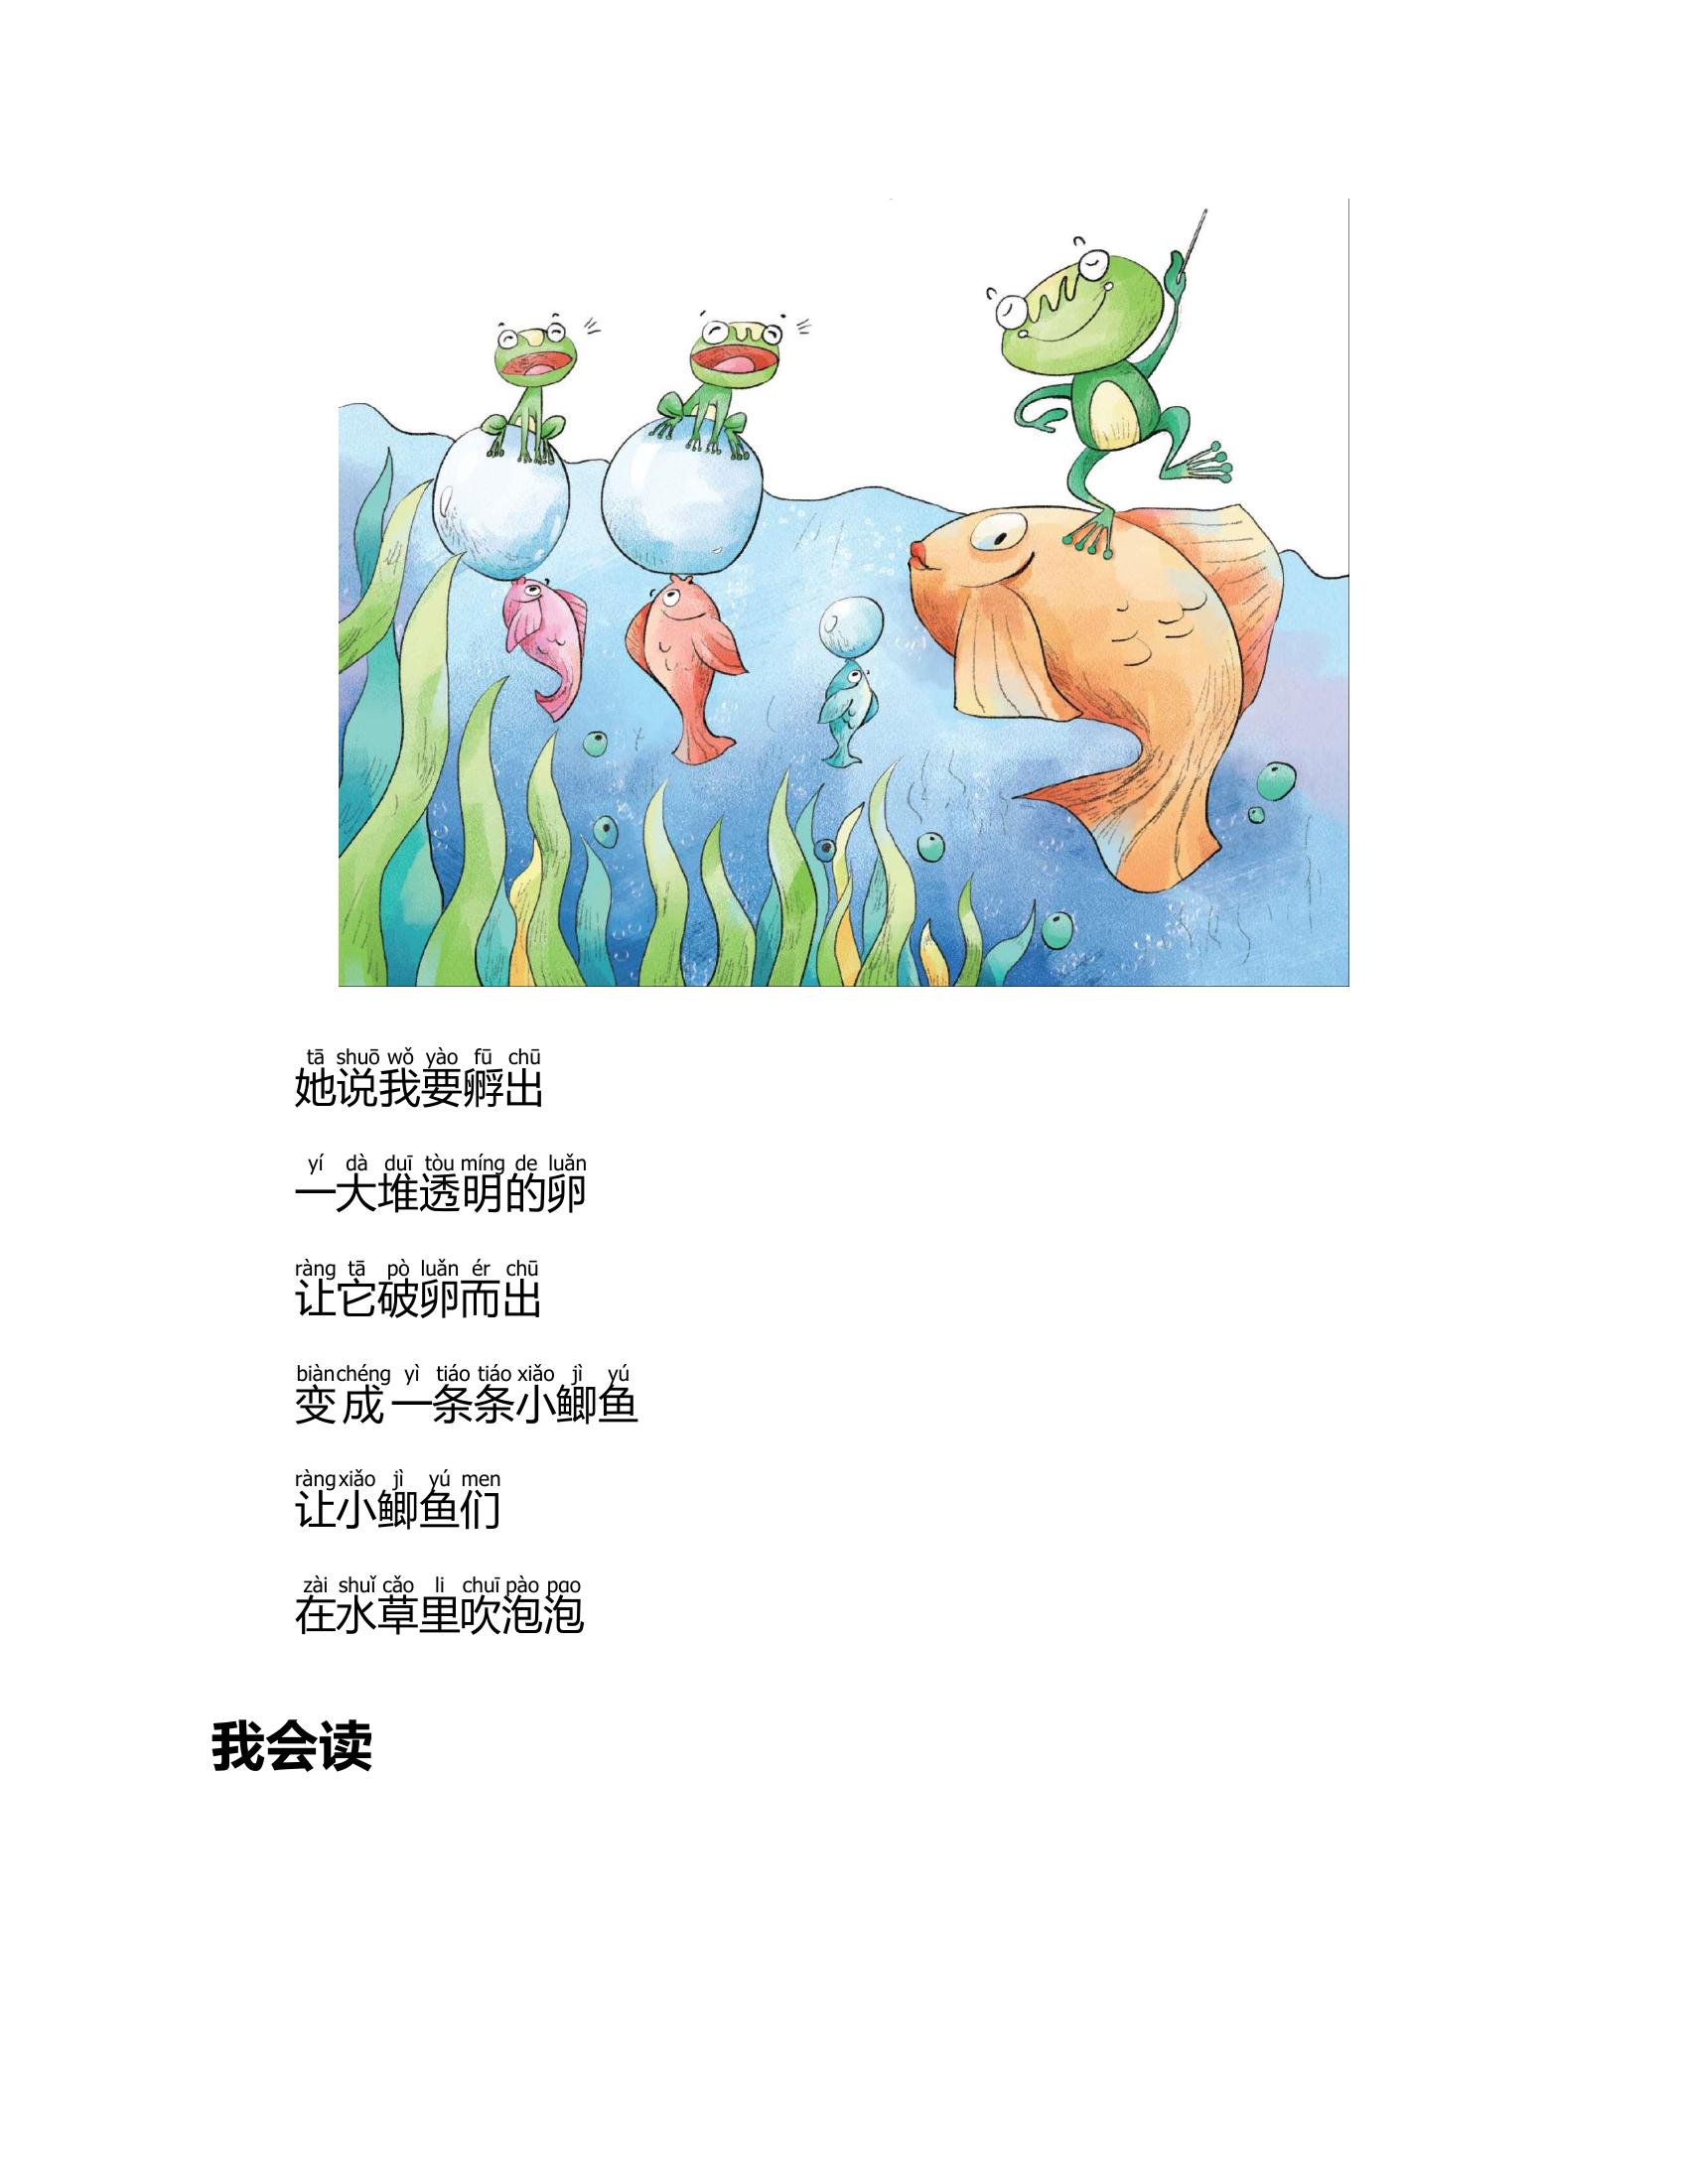 tā shuō wǒ yào fū chū
她说我要孵出
yí dà duī tòu míng de luǎn
一大堆透明的卵
ràng tā pò luǎn ér chū
让它破卵而出
biàn chéng yì tiáo tiáo xiǎo jì yú
变成一条条小鲫鱼
ràng xiǎo jì yú men
让小鲫鱼们
zài shuǐ cǎo li chuī pào pɑo
在水草里吹泡泡
我会读